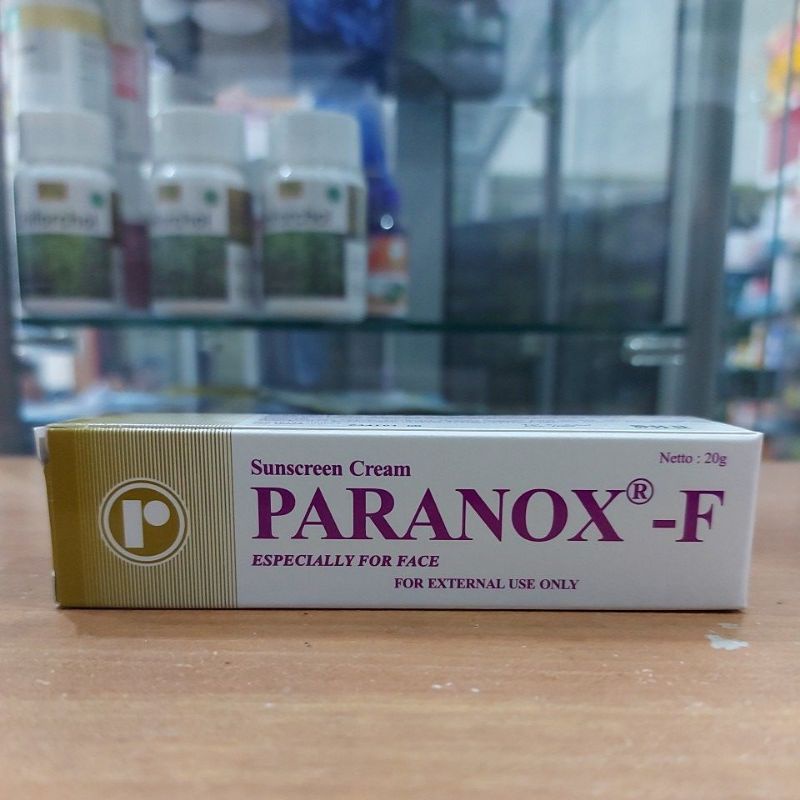 Sunscreen Cream
Netto : 20g
PARANOX®-F
ESPECIALLY FOR FACE
FOR EXTERNAL USE ONLY
r